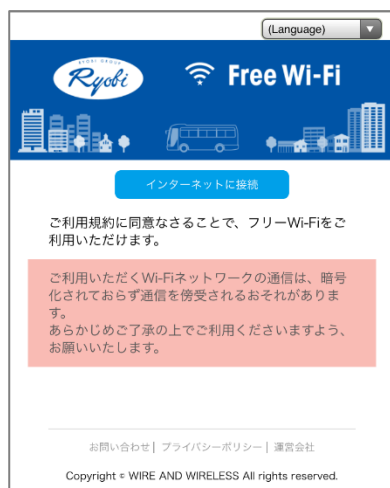 (Language)
RYOBI GROUP
Ryobi
Free Wi-Fi
インターネットに接続
ご利用規約に同意なさることで、フリーWi-Fiをご
利用いただけます。
ご利用いただくWi-Fiネットワークの通信は、暗号
化されておらず通信を傍受されるおそれがありま
す。
あらかじめご了承の上でご利用くださいますよう、
お願いいたします。
お問い合わせ| プライバシーポリシー| 運営会社
Copyright © WIRE AND WIRELESS All rights reserved.